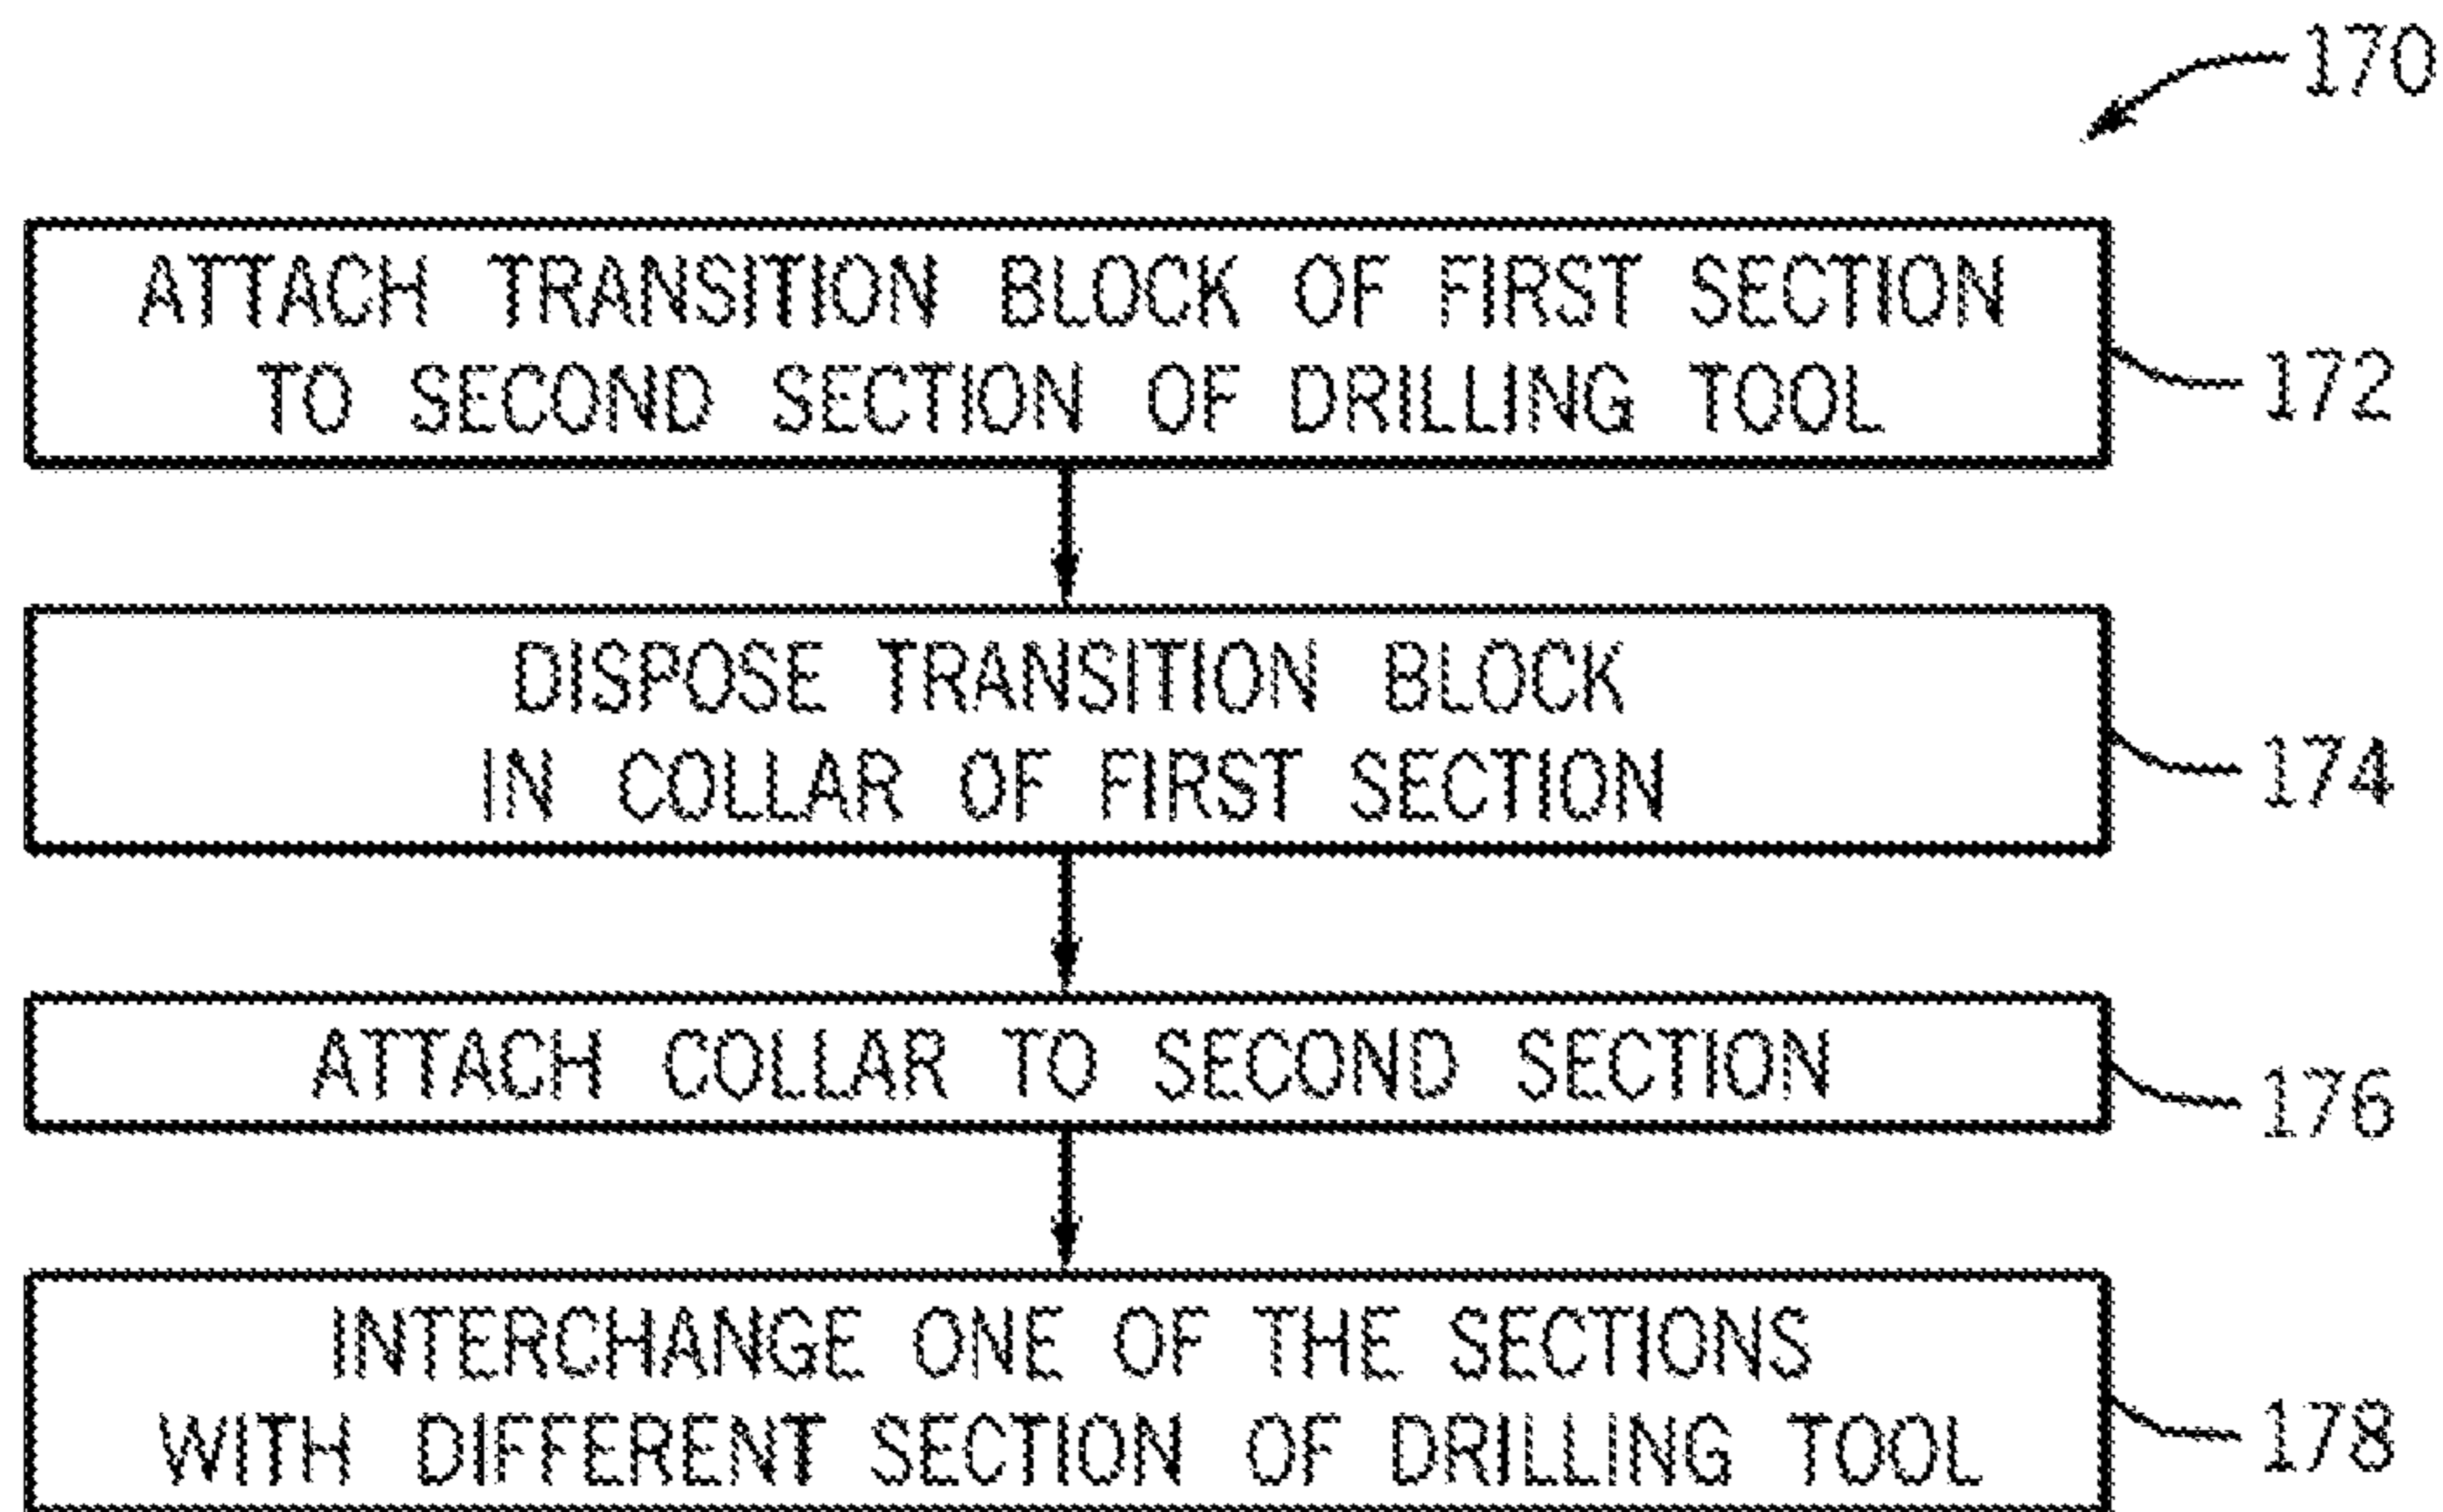 170
ATTACH TRANSITION BLOCK OF FIRST SECTION
TO SECOND SECTION OF DRILLING TOOL
172
DISPOSE TRANSITION BLOCK
IN COLLAR OF FIRST SECTION
174
ATTACH COLLAR TO SECOND SECTION
176
INTERCHANGE ONE OF THE SECTIONS
WITH DIFFERENT SECTION OF DRILLING TOOL
178